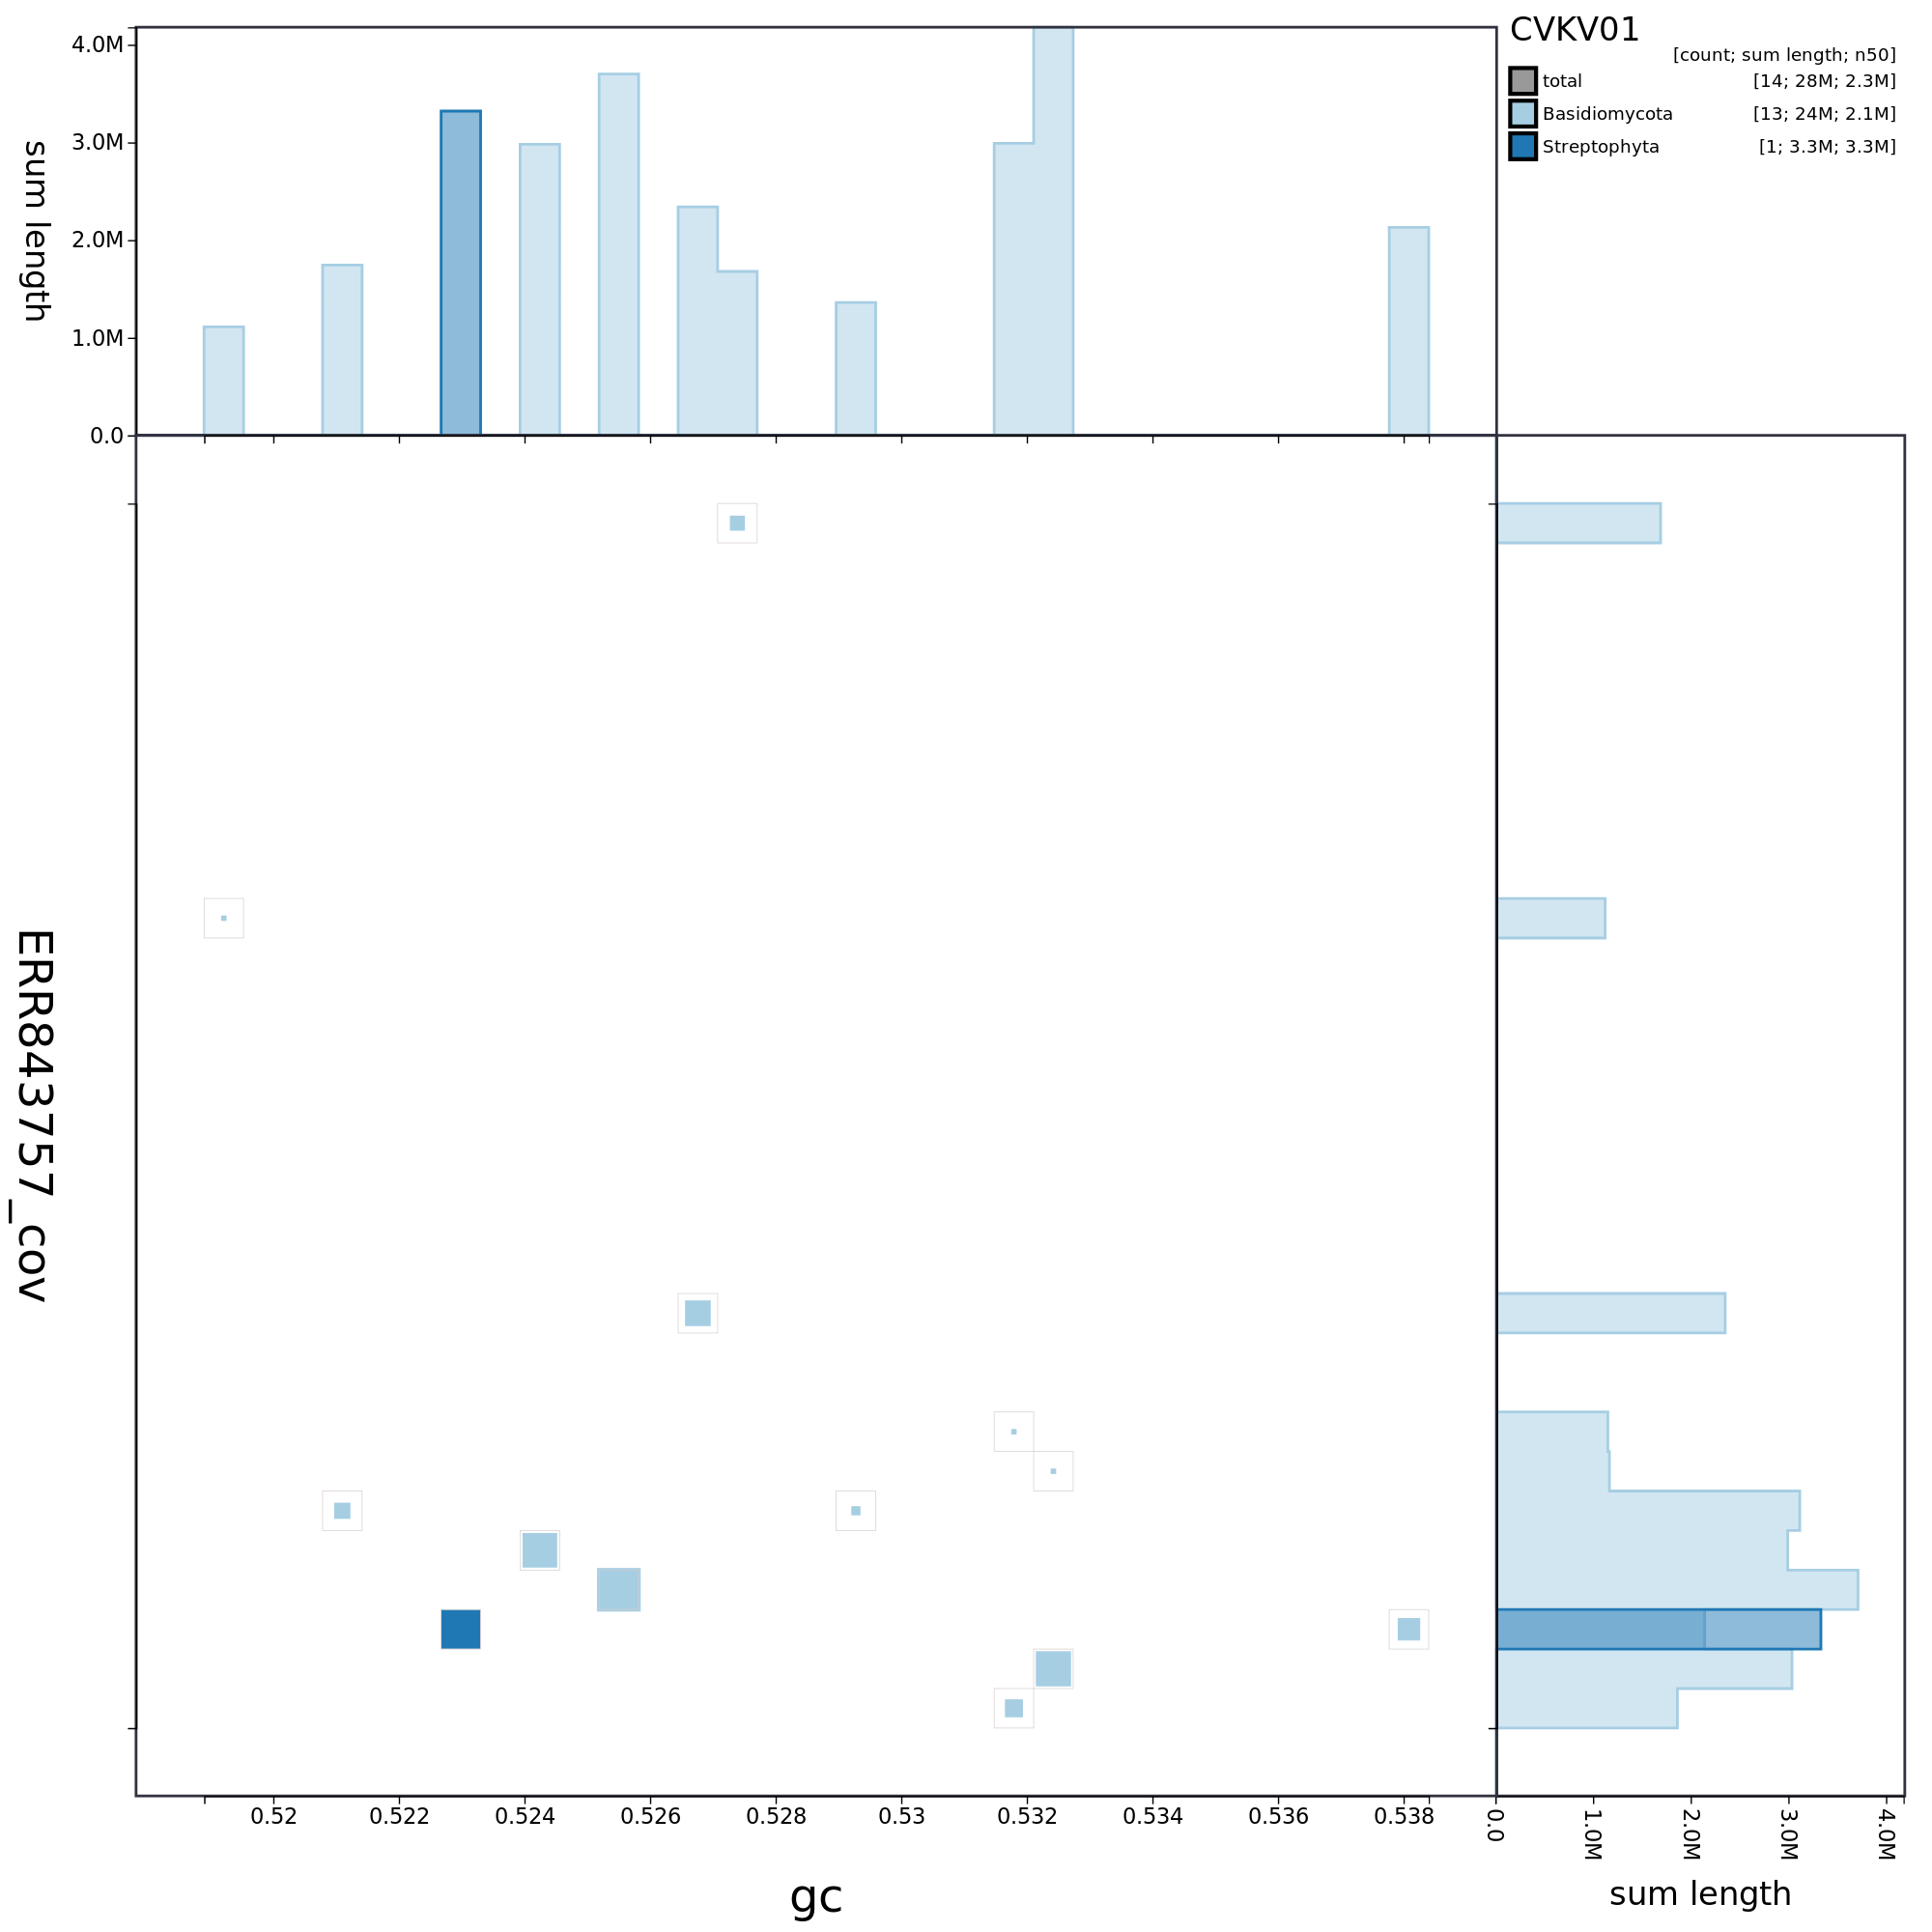 CVKV01
[count; sum length; n50]
total [14; 28M; 2.3M]
Basidiomycota [13; 24M; 2.1M]
Streptophyta [1; 3.3M; 3.3M]
sum length
4.0M
3.0M
2.0M
1.0M
0.0
ERR843757_cov
0.52 0.522 0.524 0.526 0.528 0.53 0.532 0.534 0.536 0.538
gc
0.0 1.0M 2.0M 3.0M 4.0M
sum length